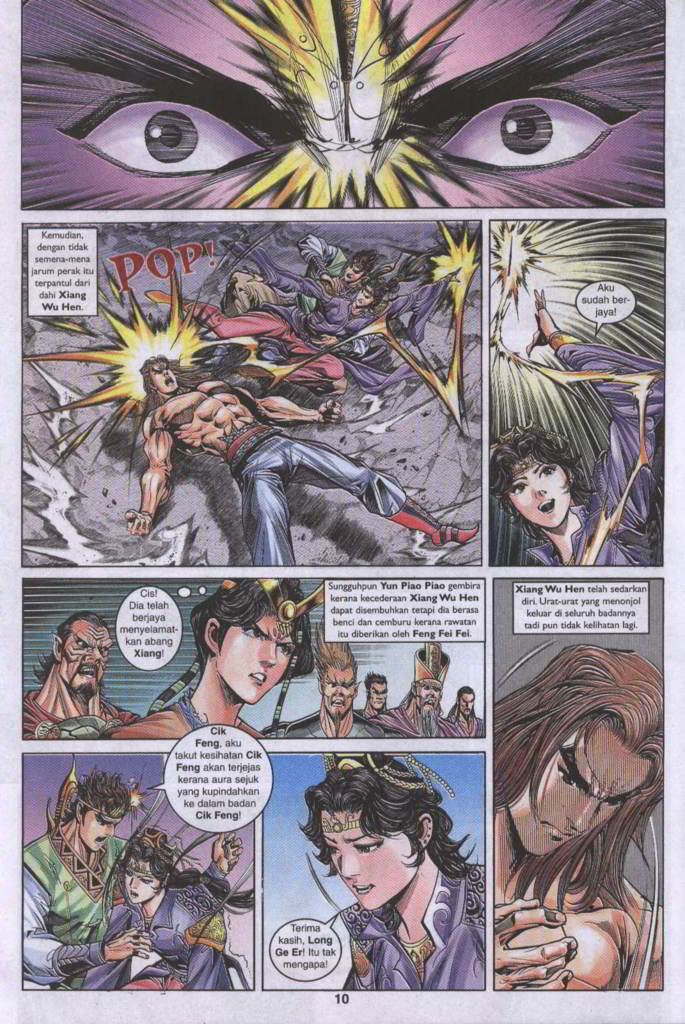 Kemudian,
dengan tidak
semena-mena
jarum perak itu
terpantul dari
dahi Xiang
Wu Hen.
POP!
Aku
sudah ber-
jaya!
Cis!
Dia telah
berjaya
menyelamat-
kan abang
Xiang!
Sungguhpun Yun Piao Piao gembira
kerana kecederaan Xiang Wu Hen
dapat disembuhkan tetapi dia berasa
benci dan cemburu kerana rawatan
itu diberikan oleh Feng Fei Fei.
Xiang Wu Hen telah sedarkan
diri. Urat-urat yang menonjol
keluar di seluruh badannya
tadi pun tidak kelihatan lagi.
Cik
Feng, aku
takut kesihatan Cik
Feng akan terjejas
kerana aura sejuk
yang kupindahkan
ke dalam badan
Cik Feng!
Terima
kasih, Long
Ge Er! Itu tak
mengapa!
10